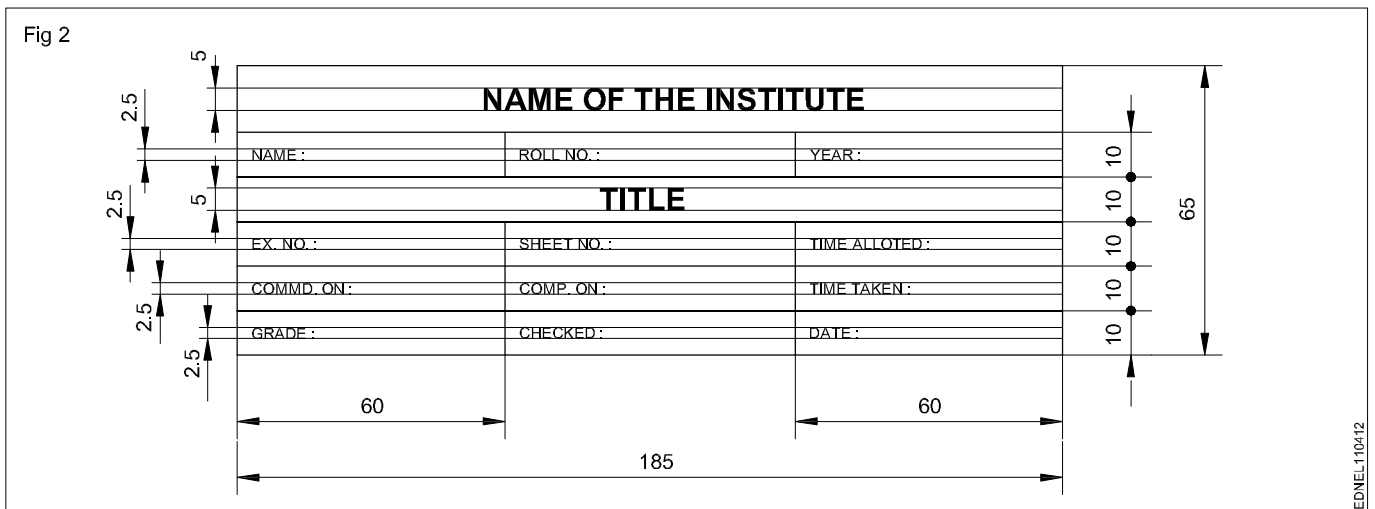 Fig 2
5
2.5
NAME OF THE INSTITUTE
NAME : ROLL NO. : YEAR : 10
2.5
5
TITLE 10
65
EX. NO. : SHEET NO. : TIME ALLOTED : 10
COMMD. ON : COMP. ON : TIME TAKEN : 10
2.5
GRADE : CHECKED : DATE : 10
2.5
60 60
185
EDNEL110412